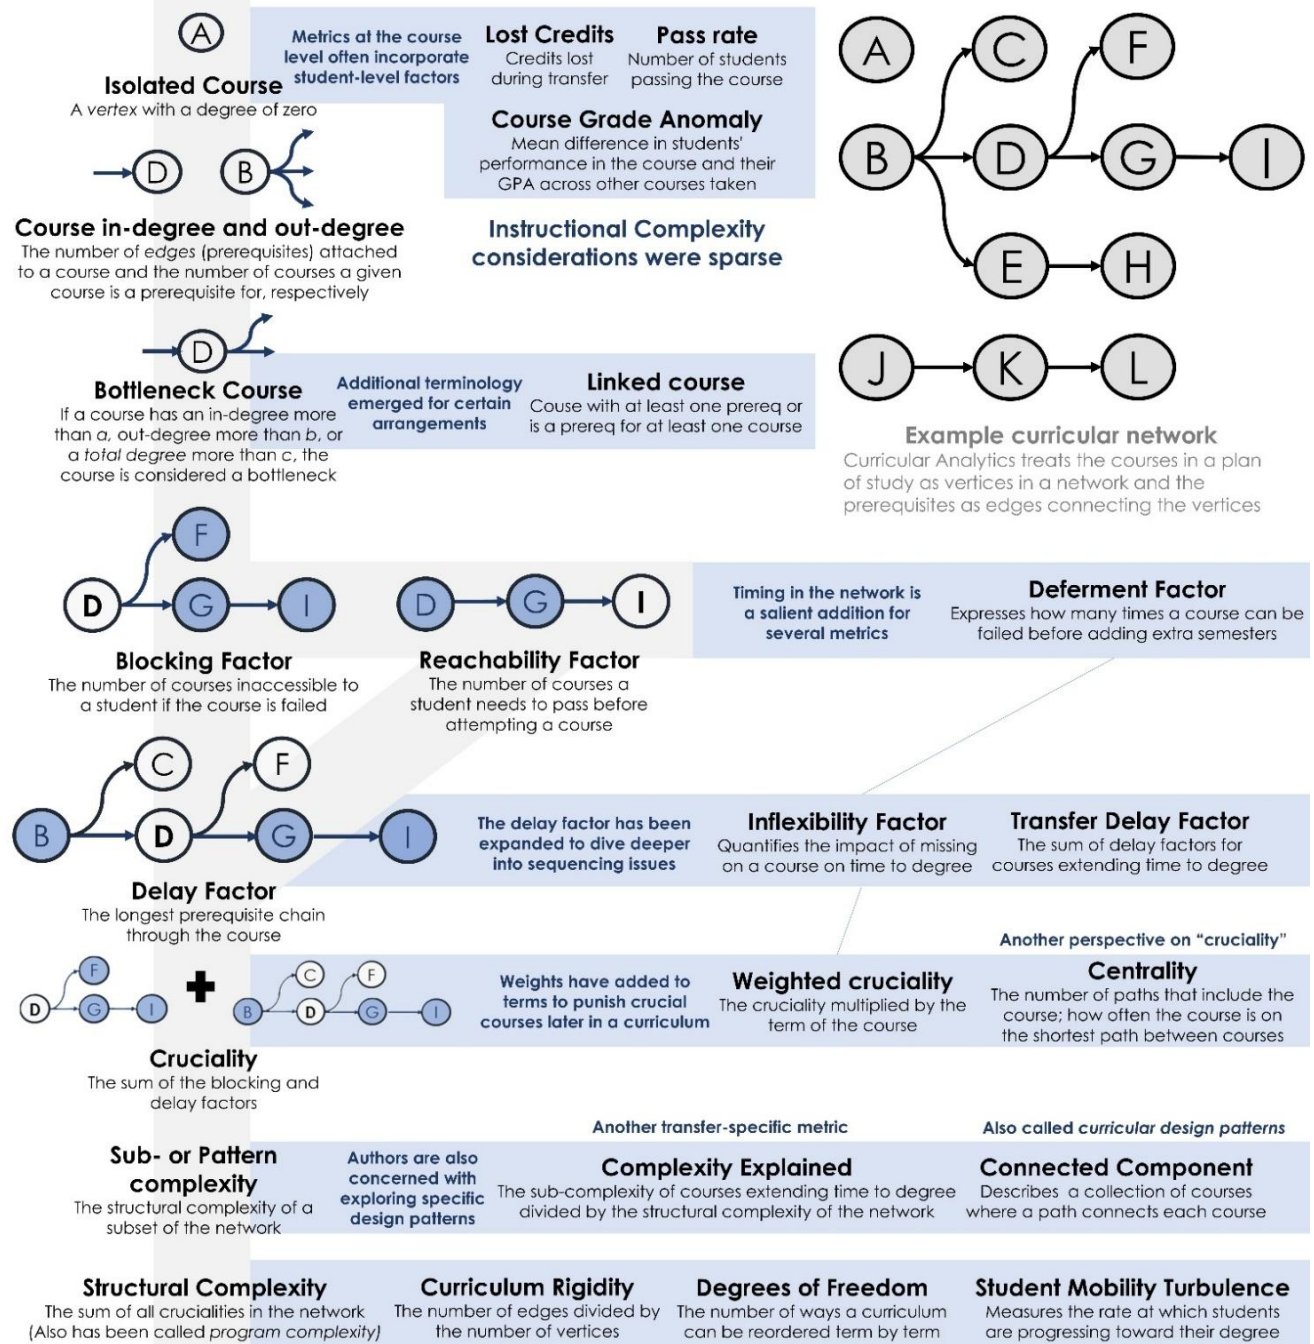 A
Isolated Course
A vertex with a degree of zero
Metrics at the course
level often incorporate
student-level factors
Lost Credits
Credits lost
during transfer
Pass rate
Number of students
passing the course
Course Grade Anomaly
Mean difference in students'
performance in the course and their
GPA across other courses taken
D
B
Course in-degree and out-degree
The number of edges (prerequisites) attached
to a course and the number of courses a given
course is a prerequisite for, respectively
Instructional Complexity
considerations were sparse
A
C
F
B
D
G
I
E
H
J
K
L
Example curricular network
Curricular Analytics treats the courses in a plan
of study as vertices in a network and the
prerequisites as edges connecting the vertices
D
Bottleneck Course
If a course has an in-degree more
than a, out-degree more than b, or
a total degree more than c, the
course is considered a bottleneck
Additional terminology
emerged for certain
arrangements
Linked course
Couse with at least one prereq or
is a prereq for at least one course
F
D
G
I
Blocking Factor
The number of courses inaccessible to
a student if the course is failed
D
G
I
Reachability Factor
The number of courses a
student needs to pass before
attempting a course
Timing in the network is
a salient addition for
several metrics
Deferment Factor
Expresses how many times a course can be
failed before adding extra semesters
C
F
B
D
G
I
Delay Factor
The longest prerequisite chain
through the course
The delay factor has been
expanded to dive deeper
into sequencing issues
Inflexibility Factor
Quantifies the impact of missing
on a course on time to degree
Transfer Delay Factor
The sum of delay factors for
courses extending time to degree
F
D
G
I
+
C
F
B
D
G
I
Cruciality
The sum of the blocking and
delay factors
Weights have added to
terms to punish crucial
courses later in a curriculum
Weighted cruciality
The cruciality multiplied by the
term of the course
Another perspective on “cruciality”
Centrality
The number of paths that include the
course; how often the course is on
the shortest path between courses
Sub- or Pattern
complexity
The structural complexity of a
subset of the network
Authors are also
concerned with
exploring specific
design patterns
Another transfer-specific metric
Complexity Explained
The sub-complexity of courses extending time to degree
divided by the structural complexity of the network
Also called curricular design patterns
Connected Component
Describes a collection of courses
where a path connects each course
Structural Complexity
The sum of all crucialities in the network
(Also has been called program complexity)
Curriculum Rigidity
The number of edges divided by
the number of vertices
Degrees of Freedom
The number of ways a curriculum
can be reordered term by term
Student Mobility Turbulence
Measures the rate at which students
are progressing toward their degree